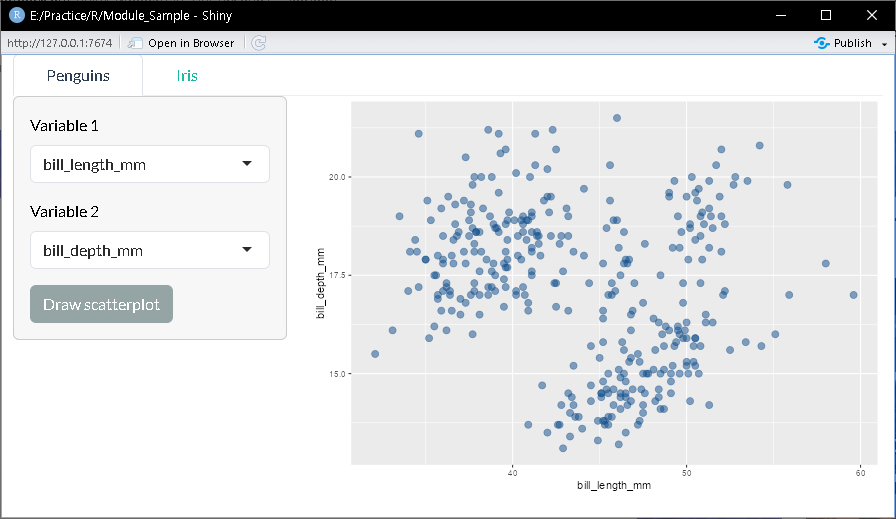 R E:/Practice/R/Module_Sample - Shiny
http://127.0.0.1:7674 Open in Browser Publish
Penguins Iris
Variable 1
bill_length_mm
Variable 2
bill_depth_mm
Draw scatterplot
bill_depth_mm
20.0
17.5
15.0
40 50 60
bill_length_mm